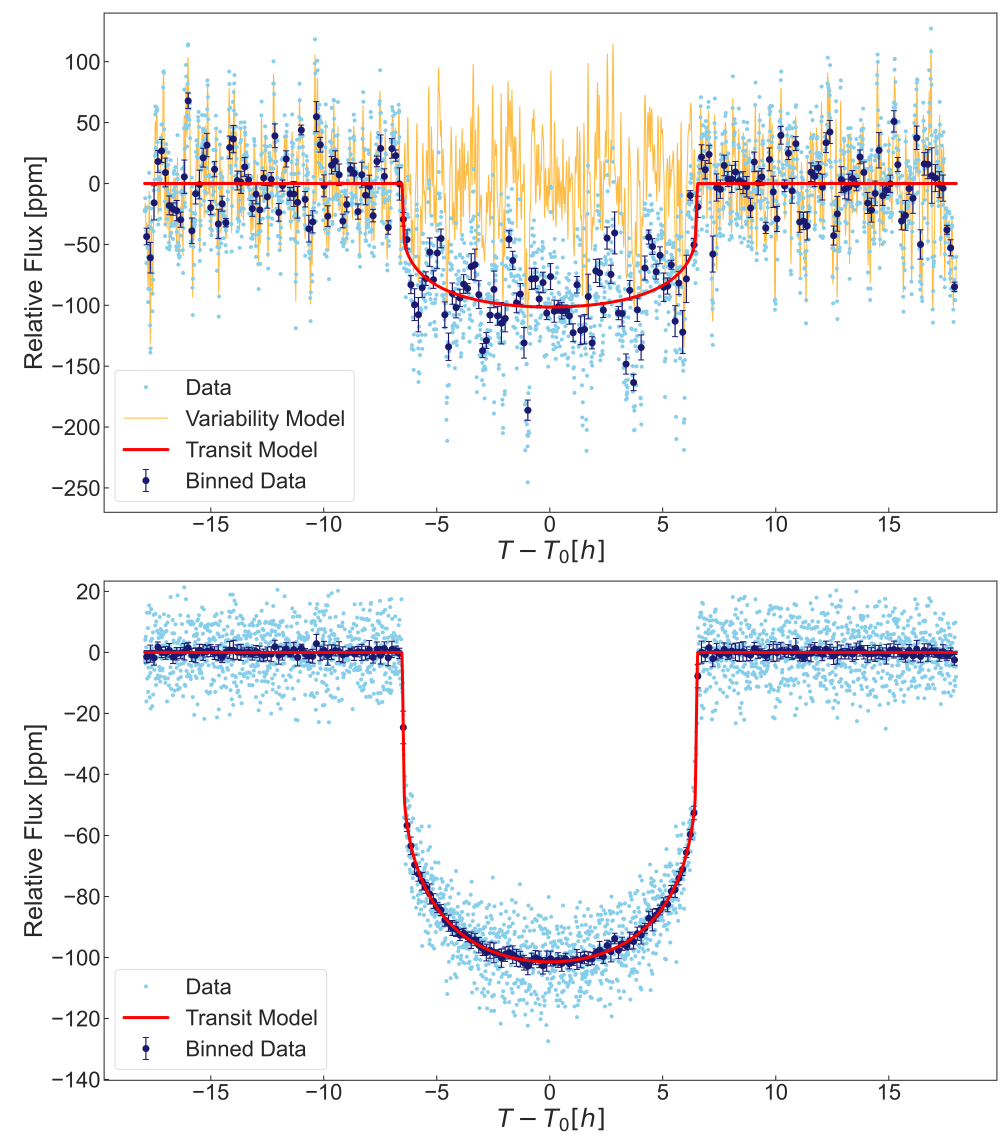 Relative Flux [ppm]
100
50
0
−50
−100
−150
−200
−250
Data
Variability Model
Transit Model
Binned Data
−15 −10 −5 0 5 10 15
T − T₀[h]
Relative Flux [ppm]
20
0
−20
−40
−60
−80
−100
−120
−140
Data
Transit Model
Binned Data
−15 −10 −5 0 5 10 15
T − T₀[h]